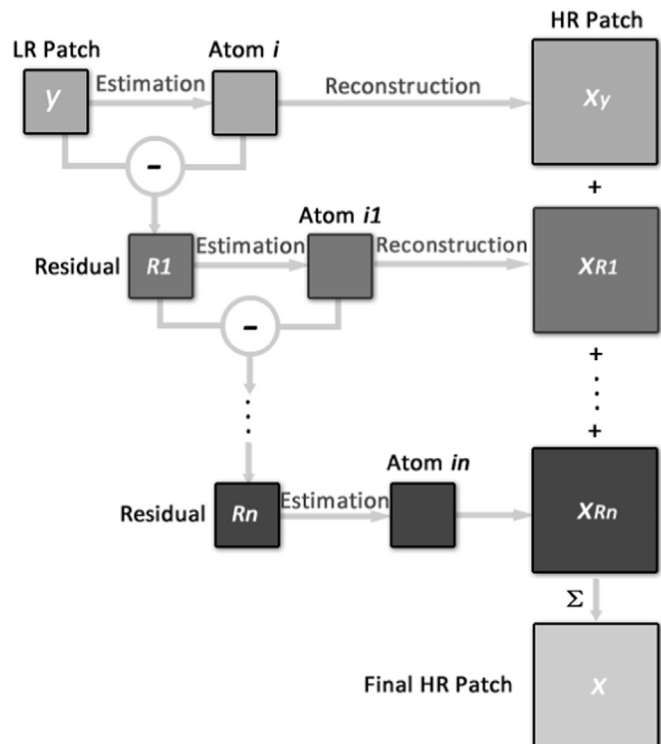 HR Patch
LR Patch
Atom i
y
Estimation
Reconstruction
Xy
-
+
Atom i1
Residual
R1
Estimation
Reconstruction
XR1
-
+
+
Atom in
Residual
Rn
Estimation
XRn
Σ
Final HR Patch
X